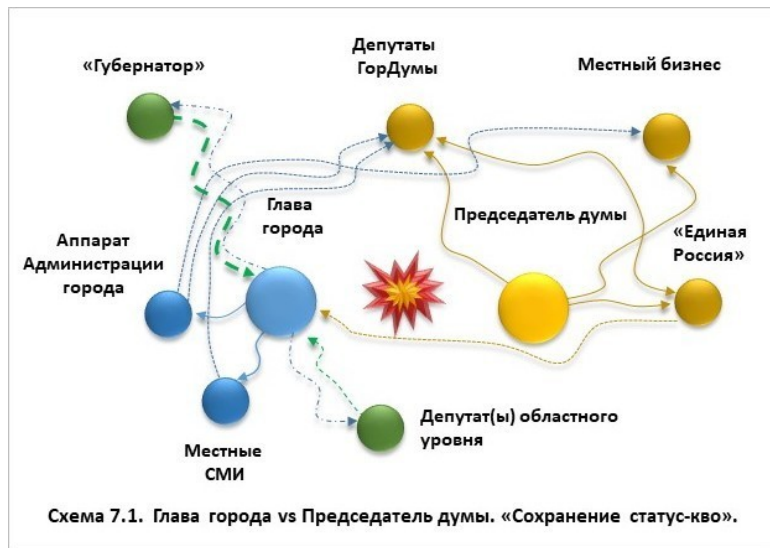 Депутаты
ГорДумы
«Губернатор»
Местный бизнес
Глава
города
Председатель думы
Аппарат
Администрации
города
«Единая
Россия»
Депутат(ы) областного
уровня
Местные
СМИ
Схема 7.1. Глава города vs Председатель думы. «Сохранение статус-кво».